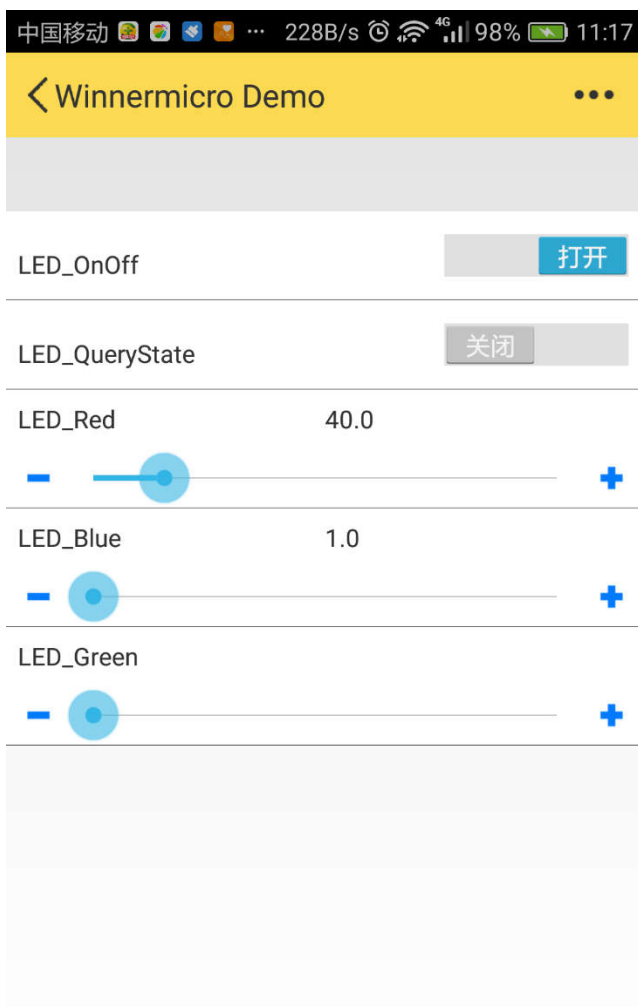 中国移动 ... 228B/s 4G 98% 11:17
Winnermicro Demo
LED_OnOff 打开
LED_QueryState 关闭
LED_Red 40.0
LED_Blue 1.0
LED_Green